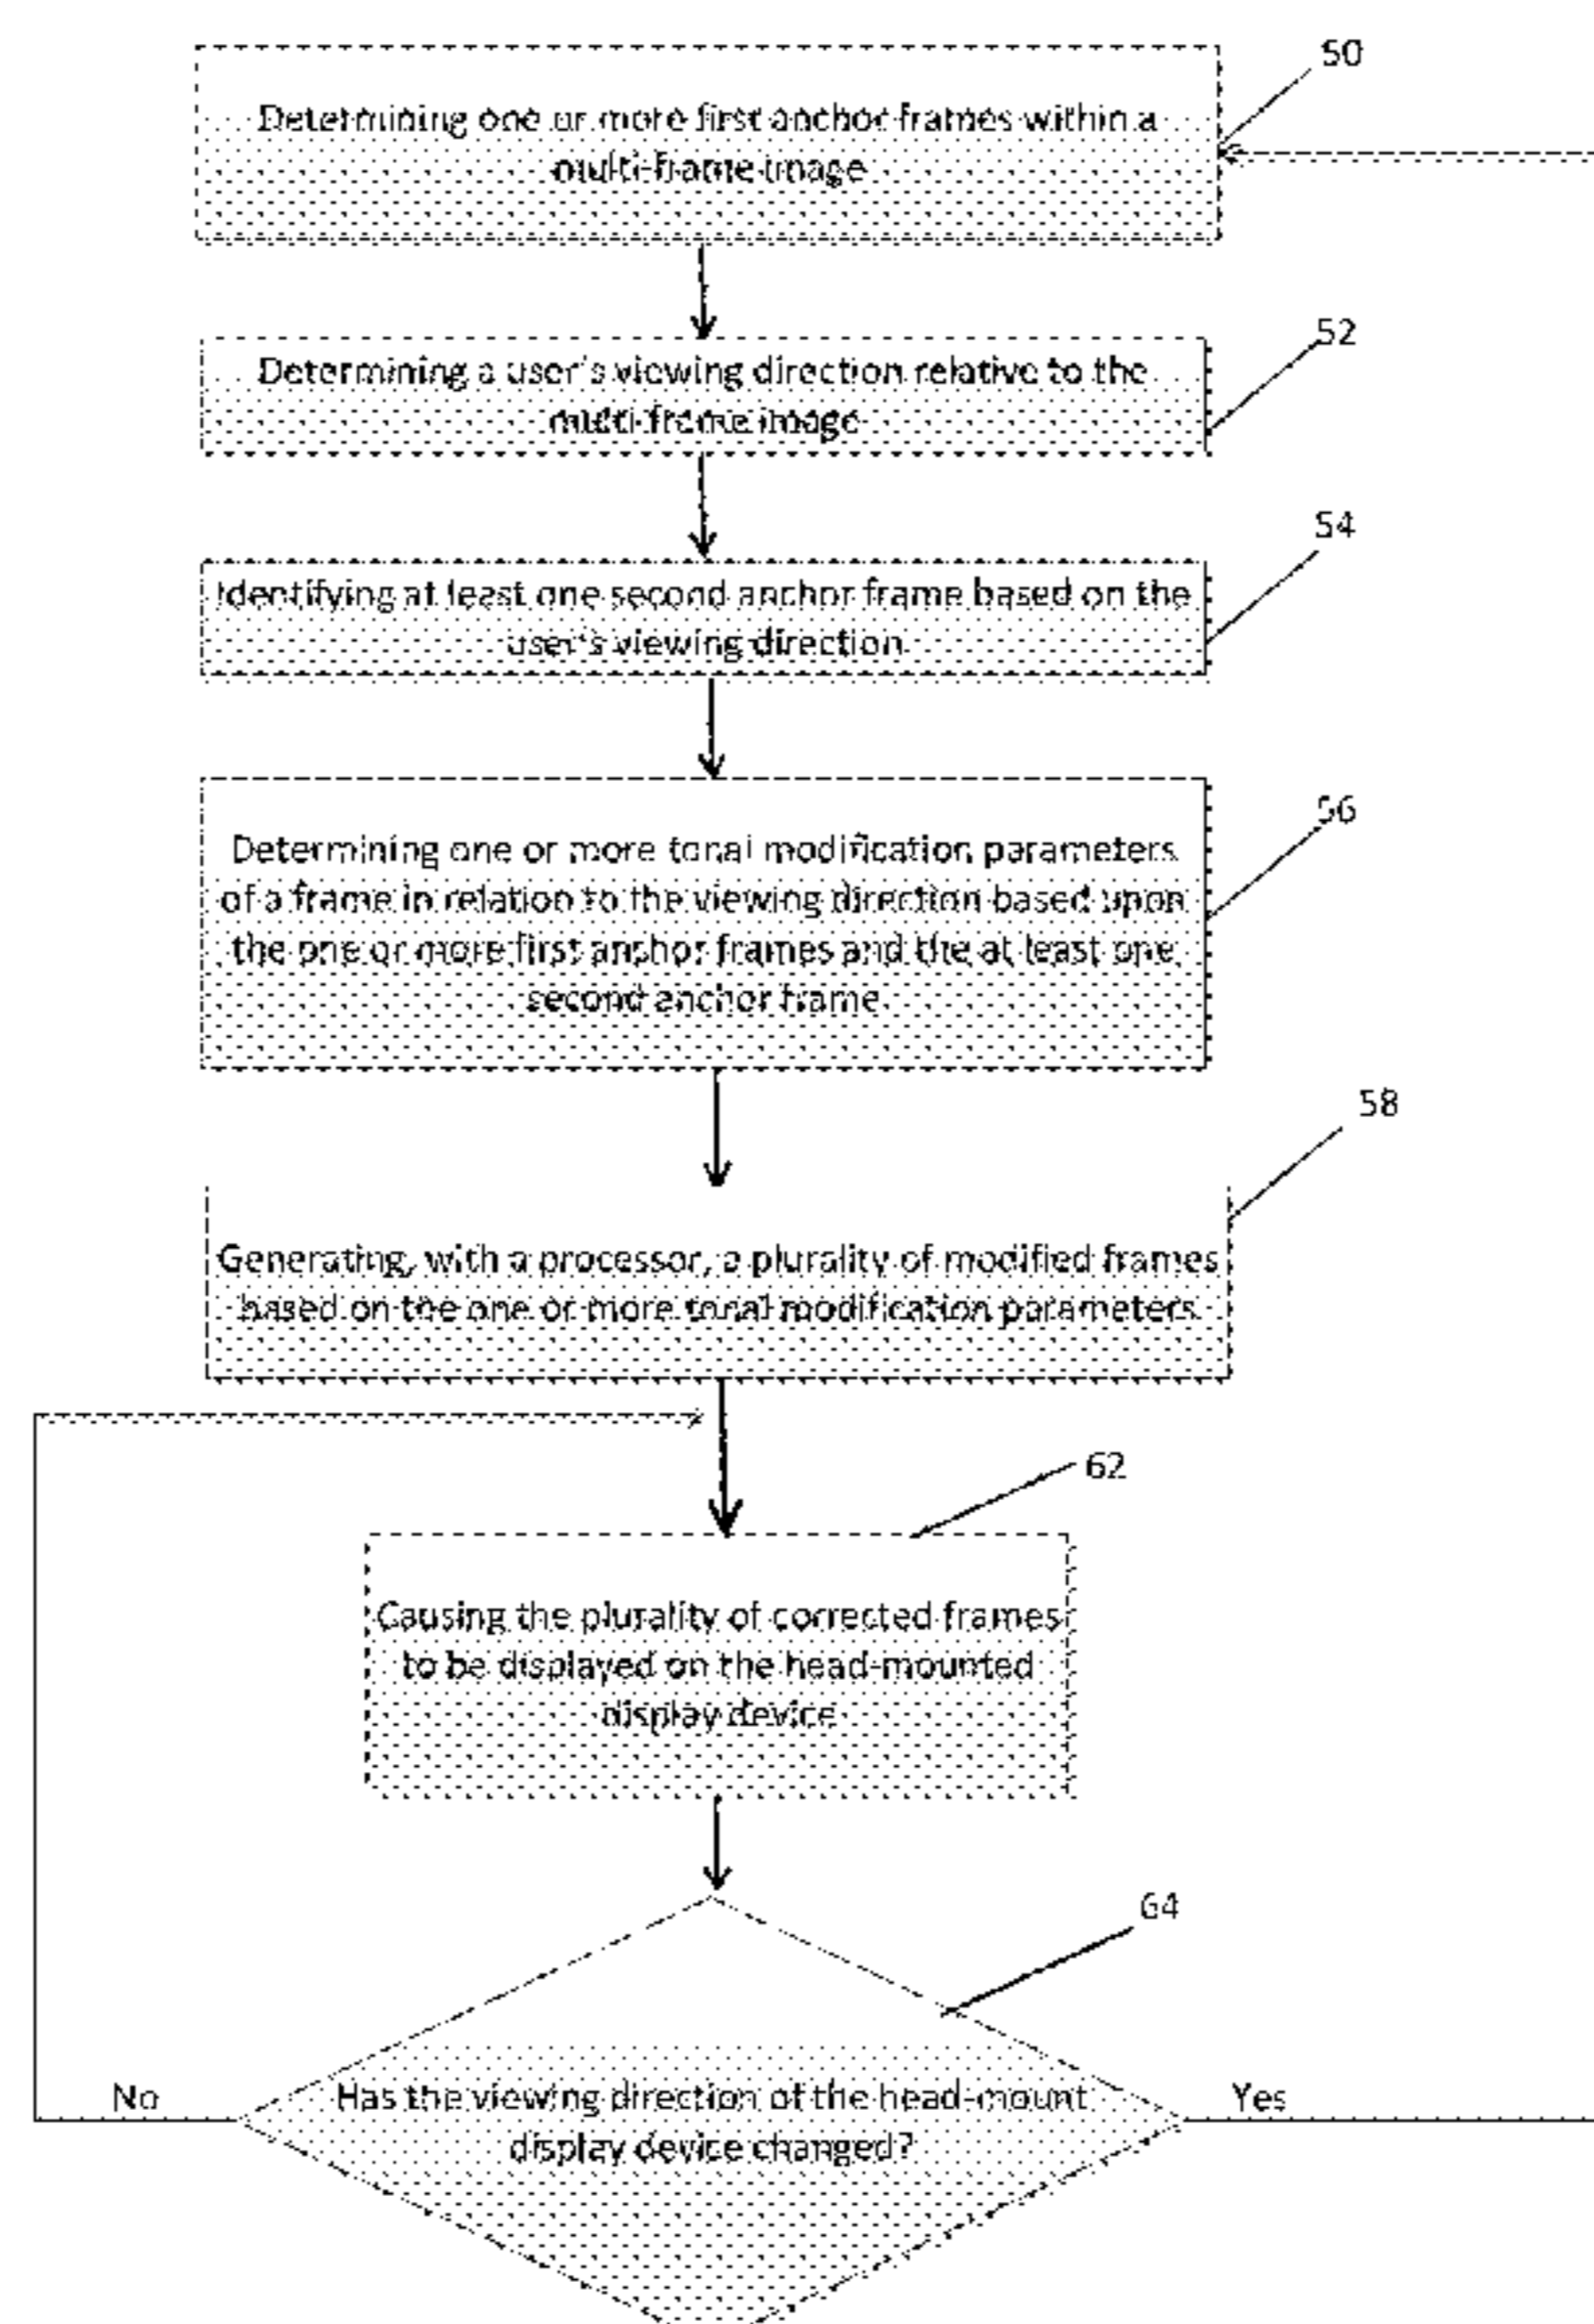 50
Determining one or more first anchor frames within a
multi-frame image
52
Determining a user's viewing direction relative to the
multi-frame image
54
Identifying at least one second anchor frame based on the
user's viewing direction
56
Determining one or more tonal modification parameters
of a frame in relation to the viewing direction based upon
the one or more first anchor frames and the at least one
second anchor frame
58
Generating, with a processor, a plurality of modified frames
based on the one or more tonal modification parameters
62
Causing the plurality of corrected frames
to be displayed on the head-mounted
display device
64
No
Has the viewing direction of the head-mount
display device changed?
Yes